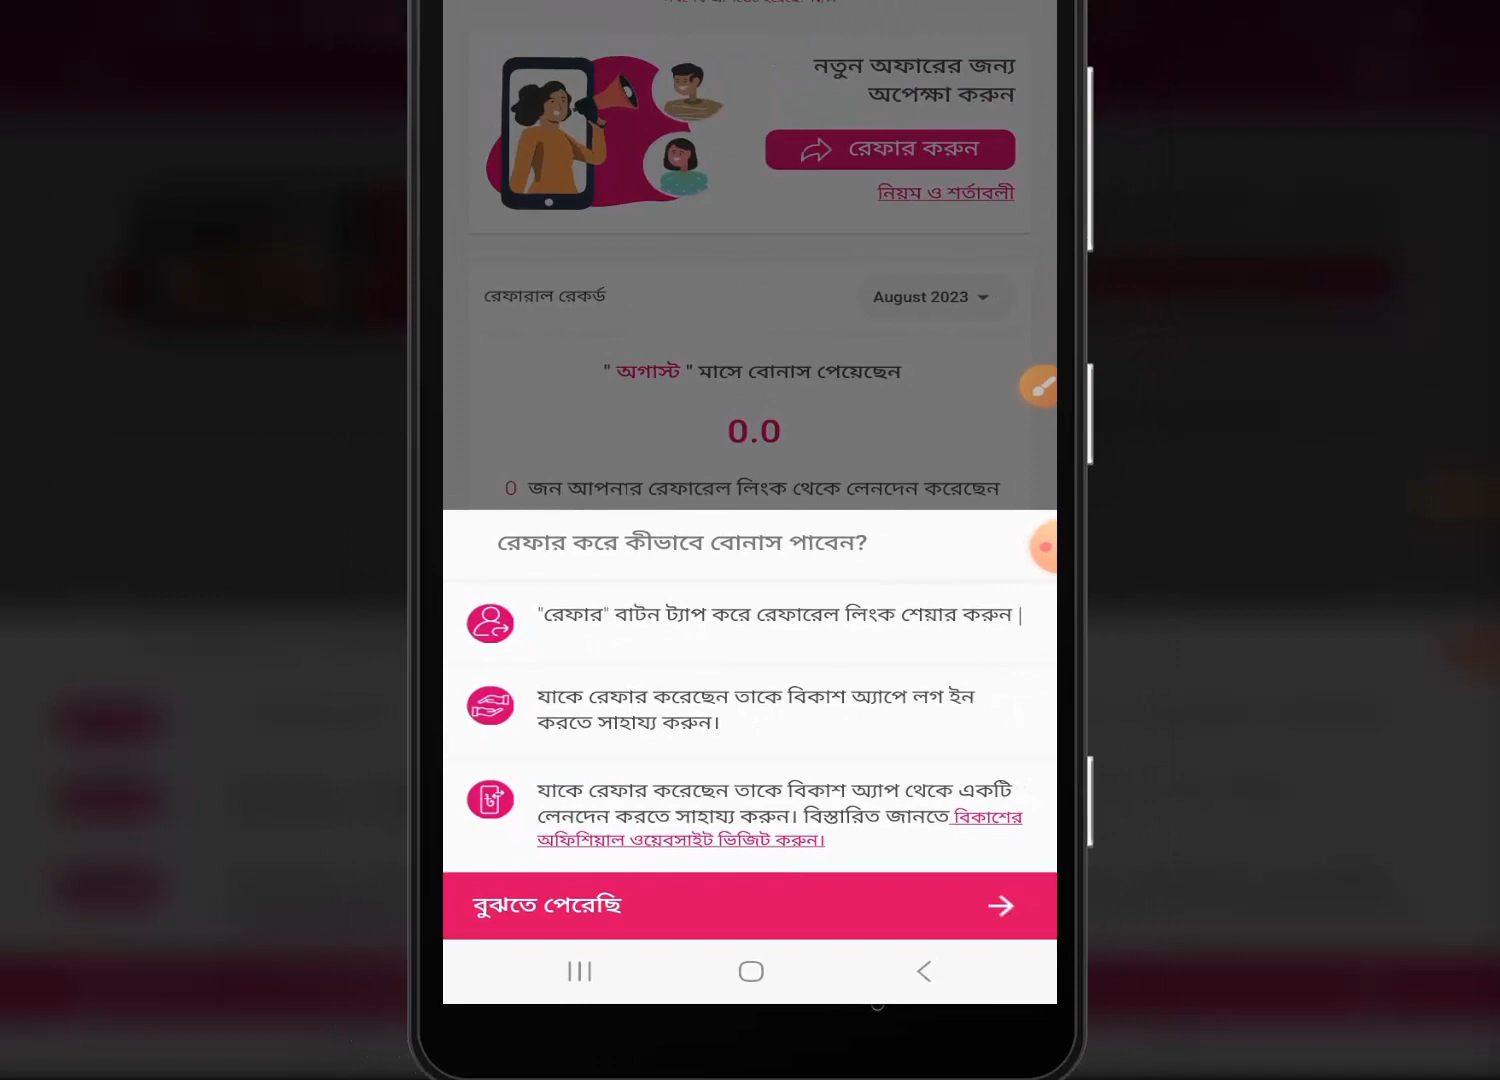 নতুন অফারের জন্য
অপেক্ষা করুন
রেফার করুন
নিয়ম ও শর্তাবলী
রেফারাল রেকর্ড
August 2023
" অগাস্ট " মাসে বোনাস পেয়েছেন
0.0
0 জন আপনার রেফারেল লিংক থেকে লেনদেন করেছেন
রেফার করে কীভাবে বোনাস পাবেন?
"রেফার" বাটন ট্যাপ করে রেফারেল লিংক শেয়ার করুন |
যাকে রেফার করেছেন তাকে বিকাশ অ্যাপে লগ ইন
করতে সাহায্য করুন।
যাকে রেফার করেছেন তাকে বিকাশ অ্যাপ থেকে একটি
লেনদেন করতে সাহায্য করুন। বিস্তারিত জানতে বিকাশের
অফিশিয়াল ওয়েবসাইট ভিজিট করুন।
বুঝতে পেরেছি